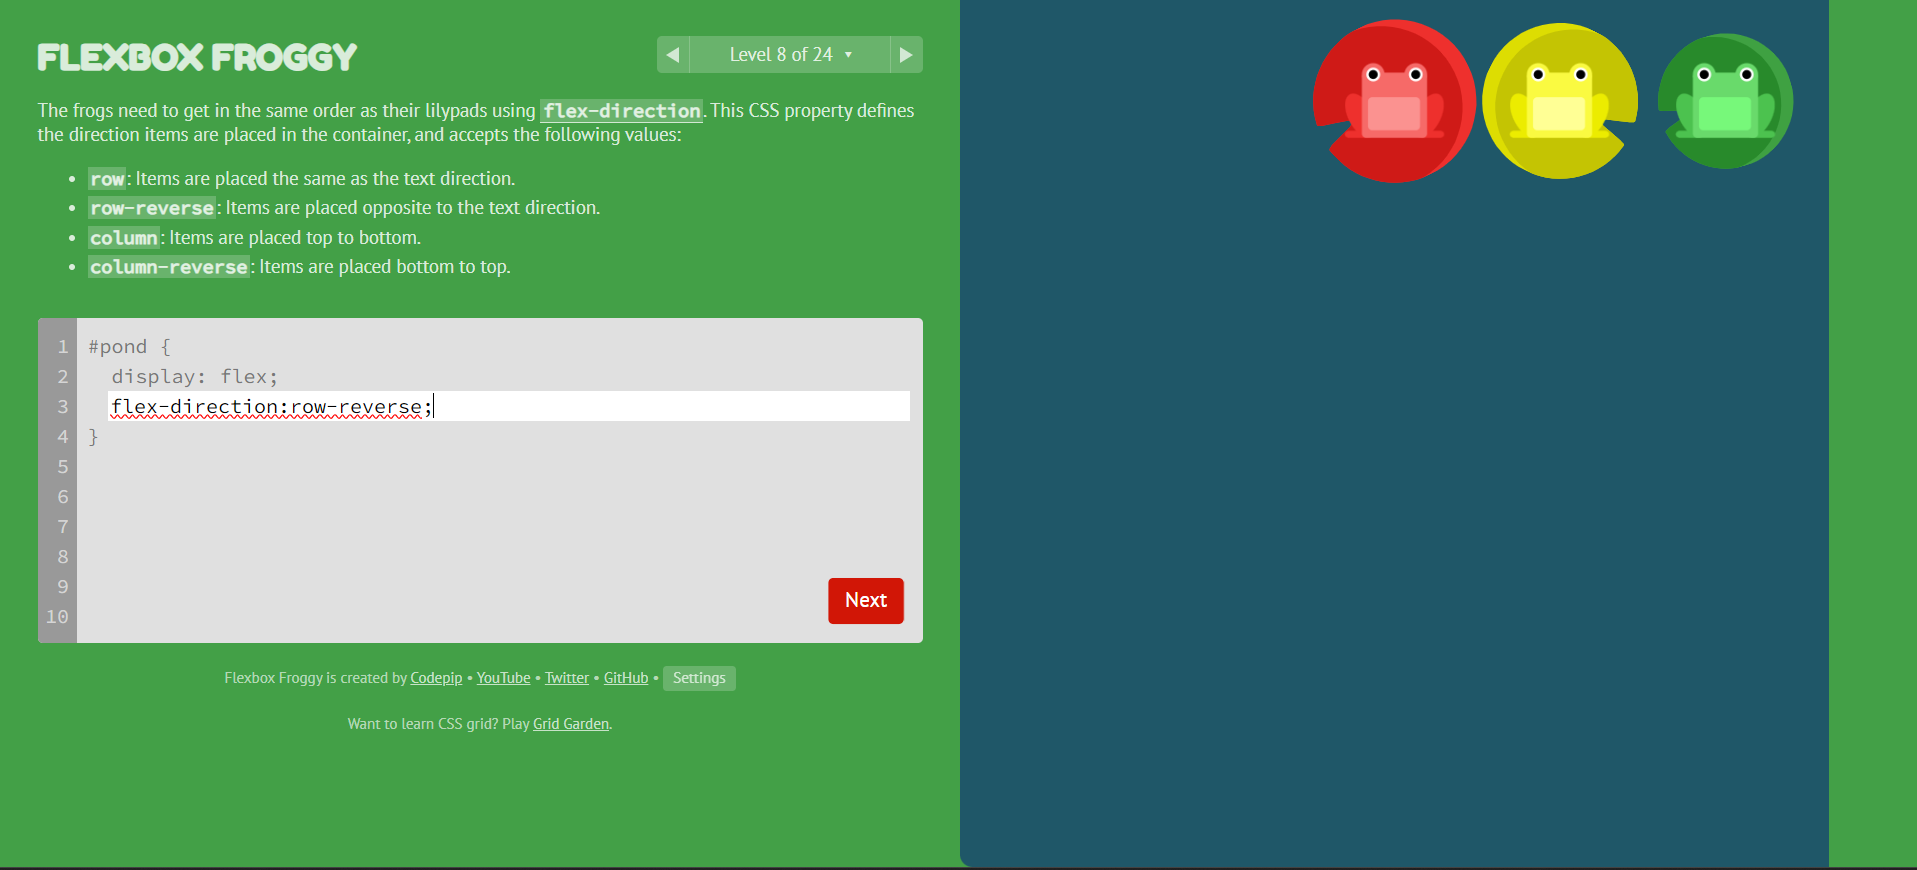 FLEXBOX FROGGY
◀ Level 8 of 24 ▼ ▶
The frogs need to get in the same order as their lilypads using flex-direction. This CSS property defines
the direction items are placed in the container, and accepts the following values:
• row: Items are placed the same as the text direction.
• row-reverse: Items are placed opposite to the text direction.
• column: Items are placed top to bottom.
• column-reverse: Items are placed bottom to top.
1 #pond {
2 display: flex;
3 flex-direction:row-reverse;
4 }
5
6
7
8
9
10
Next
Flexbox Froggy is created by Codepip • YouTube • Twitter • GitHub • Settings
Want to learn CSS grid? Play Grid Garden.